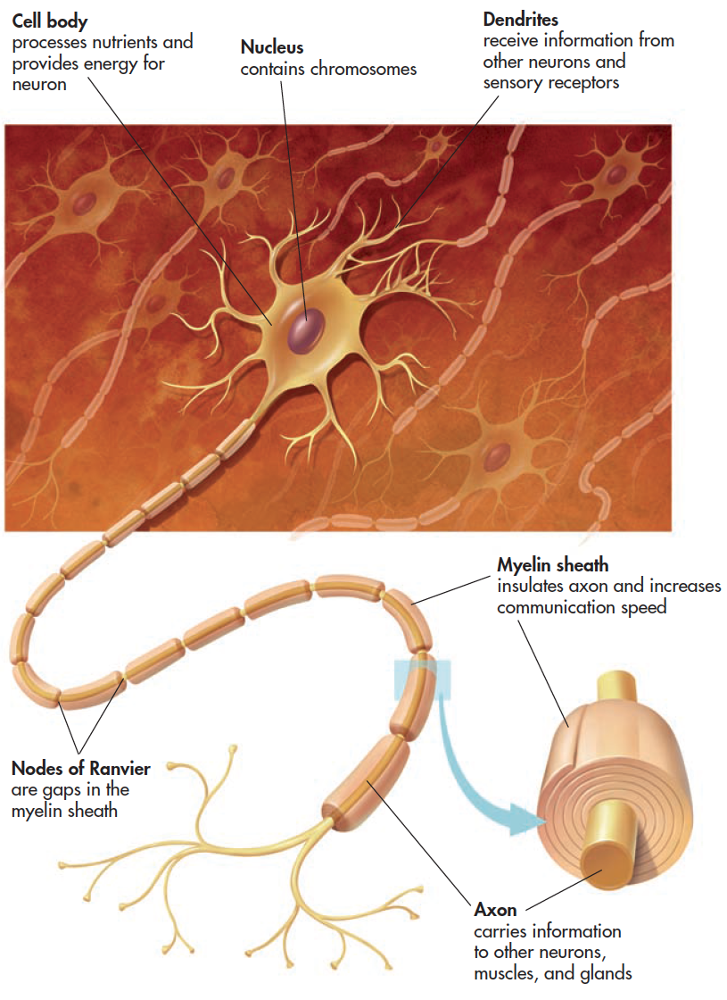 Cell body
processes nutrients and
provides energy for
neuron
Nucleus
contains chromosomes
Dendrites
receive information from
other neurons and
sensory receptors
Myelin sheath
insulates axon and increases
communication speed
Nodes of Ranvier
are gaps in the
myelin sheath
Axon
carries information
to other neurons,
muscles, and glands